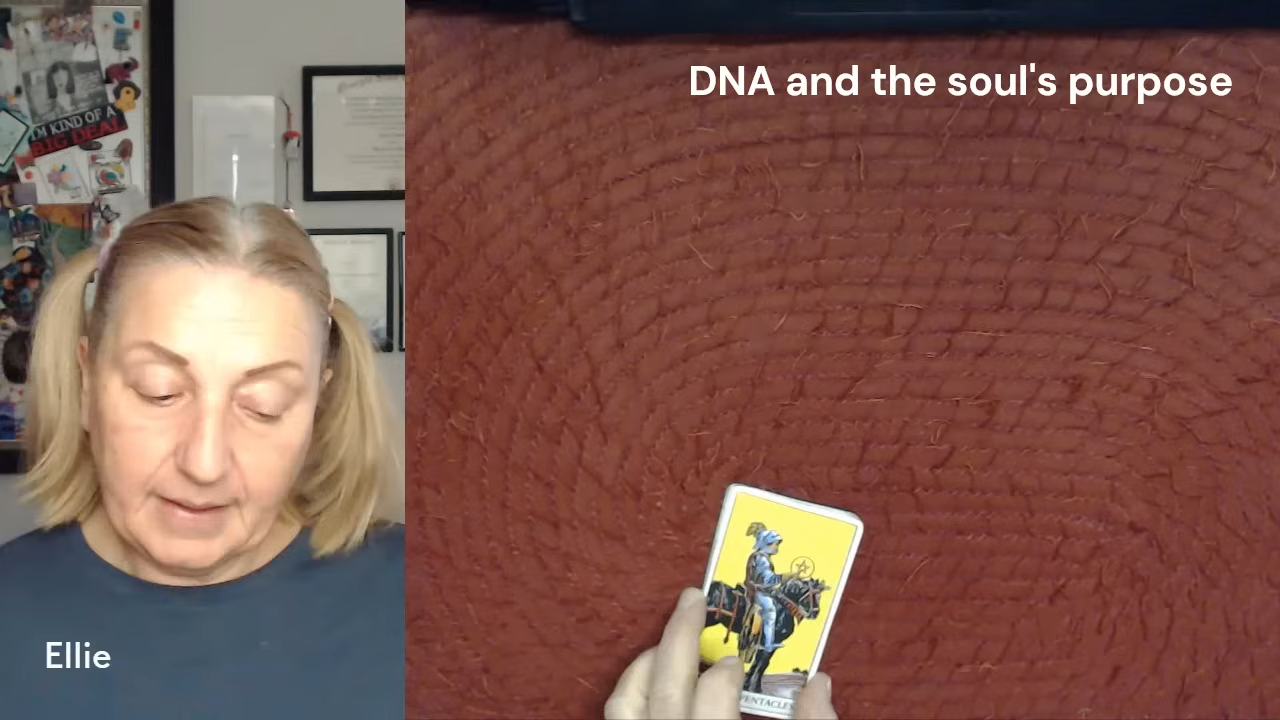 I'M KIND OF A
BIG DEAL
DNA and the soul's purpose
Ellie
PENTACLES